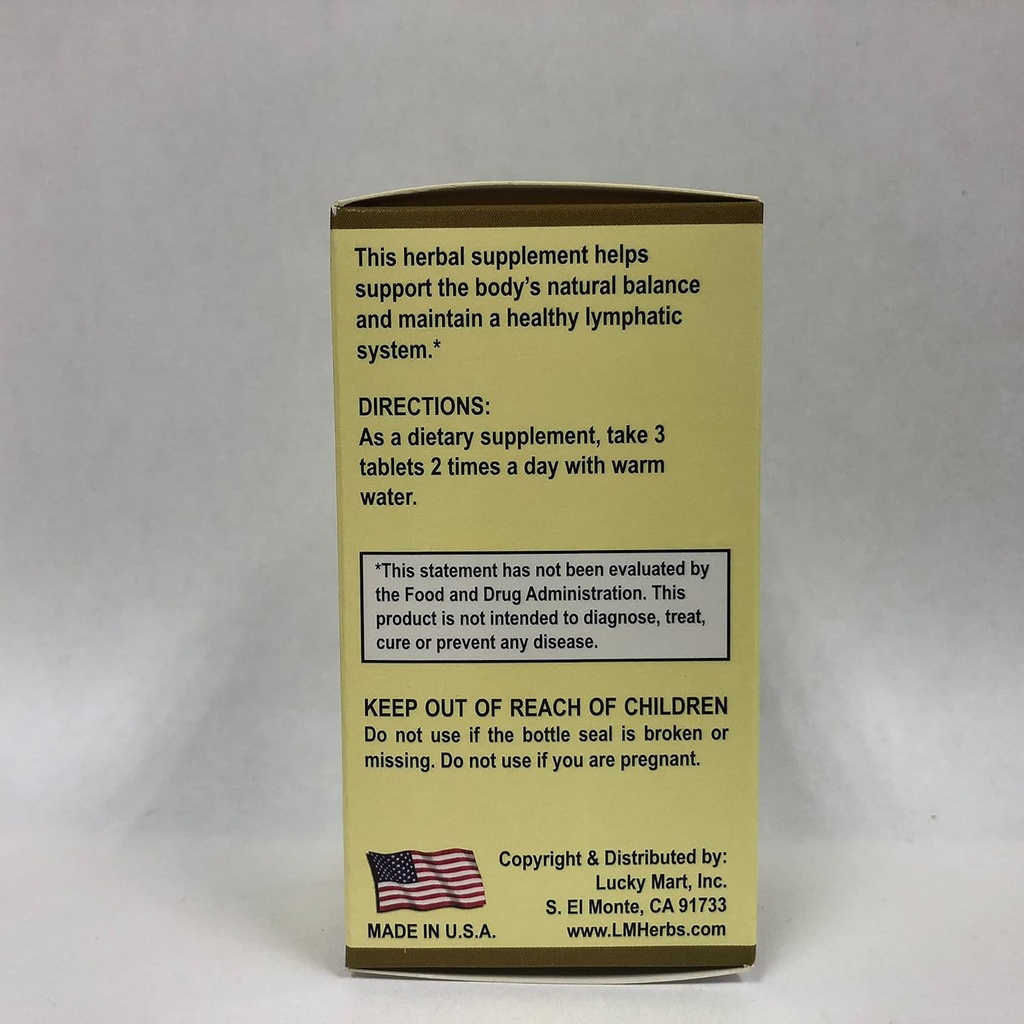 This herbal supplement helps
support the body's natural balance
and maintain a healthy lymphatic
system.*
DIRECTIONS:
As a dietary supplement, take 3
tablets 2 times a day with warm
water.
*This statement has not been evaluated by
the Food and Drug Administration. This
product is not intended to diagnose, treat,
cure or prevent any disease.
KEEP OUT OF REACH OF CHILDREN
Do not use if the bottle seal is broken or
missing. Do not use if you are pregnant.
MADE IN U.S.A.
Copyright & Distributed by:
Lucky Mart, Inc.
S. El Monte, CA 91733
www.LMHerbs.com